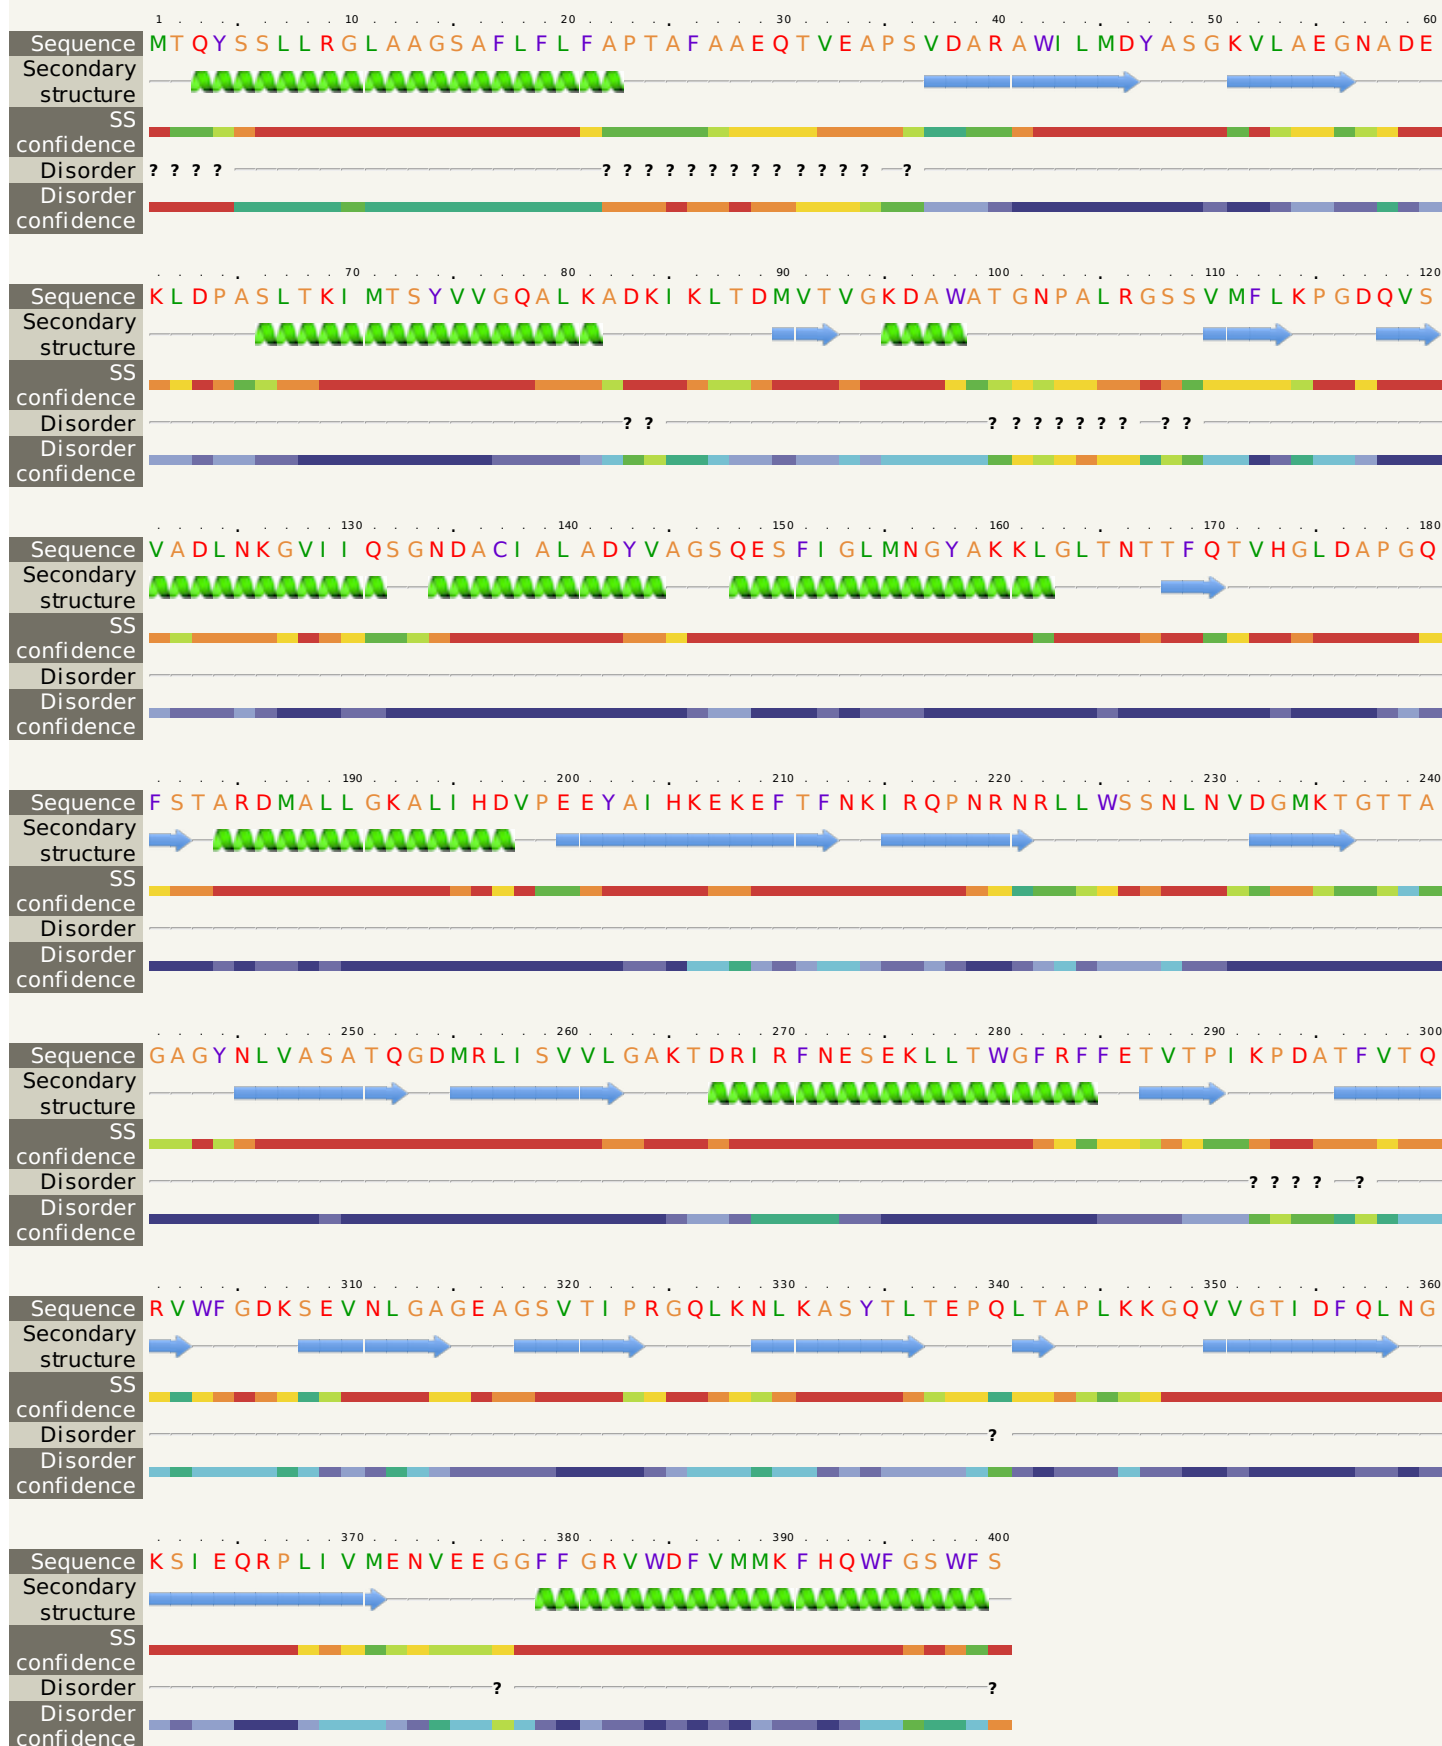 1 10 20 30 40 50 60
Sequence M T Q Y S S L L R G L A A G S A F L F L F A P T A F A A E Q T V E A P S V D A R A W I L M D Y A S G K V L A E G N A D E
Secondary
structure
SS
confidence
Disorder ? ? ? ? ? ? ? ? ? ? ? ? ? ? ? ? ? ?
Disorder
confidence
70 80 90 100 110 120
Sequence K L D P A S L T K I M T S Y V V G Q A L K A D K I K L T D M V T V G K D A W A T G N P A L R G S S V M F L K P G D Q V S
Secondary
structure
SS
confidence
Disorder ? ? ? ? ? ? ? ? ? ? ?
Disorder
confidence
130 140 150 160 170 180
Sequence V A D L N K G V I I Q S G N D A C I A L A D Y V A G S Q E S F I G L M N G Y A K K L G L T N T T F Q T V H G L D A P G Q
Secondary
structure
SS
confidence
Disorder
Disorder
confidence
190 200 210 220 230 240
Sequence F S T A R D M A L L G K A L I H D V P E E Y A I H K E K E F T F N K I R Q P N R N R L L W S S N L N V D G M K T G T T A
Secondary
structure
SS
confidence
Disorder
Disorder
confidence
250 260 270 280 290 300
Sequence G A G Y N L V A S A T Q G D M R L I S V V L G A K T D R I R F N E S E K L L T W G F R F F E T V T P I K P D A T F V T Q
Secondary
structure
SS
confidence
Disorder ? ? ? ? ?
Disorder
confidence
310 320 330 340 350 360
Sequence R V W F G D K S E V N L G A G E A G S V T I P R G Q L K N L K A S Y T L T E P Q L T A P L K K G Q V V G T I D F Q L N G
Secondary
structure
SS
confidence
Disorder ?
Disorder
confidence
370 380 390 400
Sequence K S I E Q R P L I V M E N V E E G G F F G R V W D F V M M K F H Q W F G S W F S
Secondary
structure
SS
confidence
Disorder ? ?
Disorder
confidence